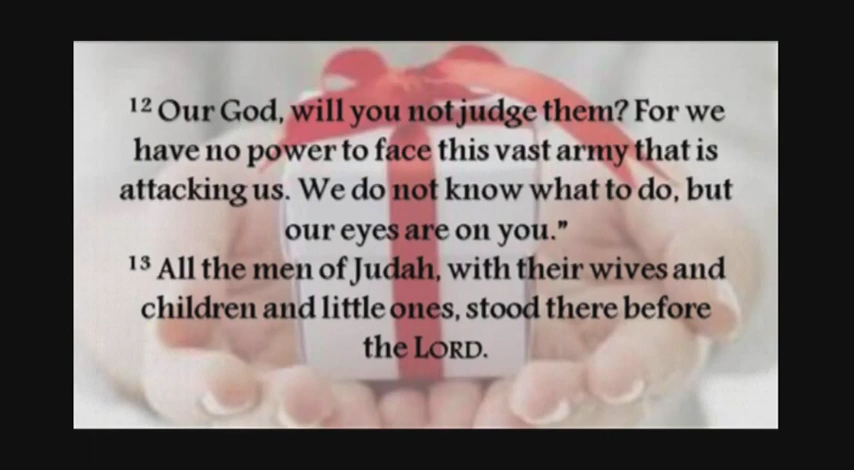 ¹² Our God, will you not judge them? For we
have no power to face this vast army that is
attacking us. We do not know what to do, but
our eyes are on you.”
¹³ All the men of Judah, with their wives and
children and little ones, stood there before
the LORD.